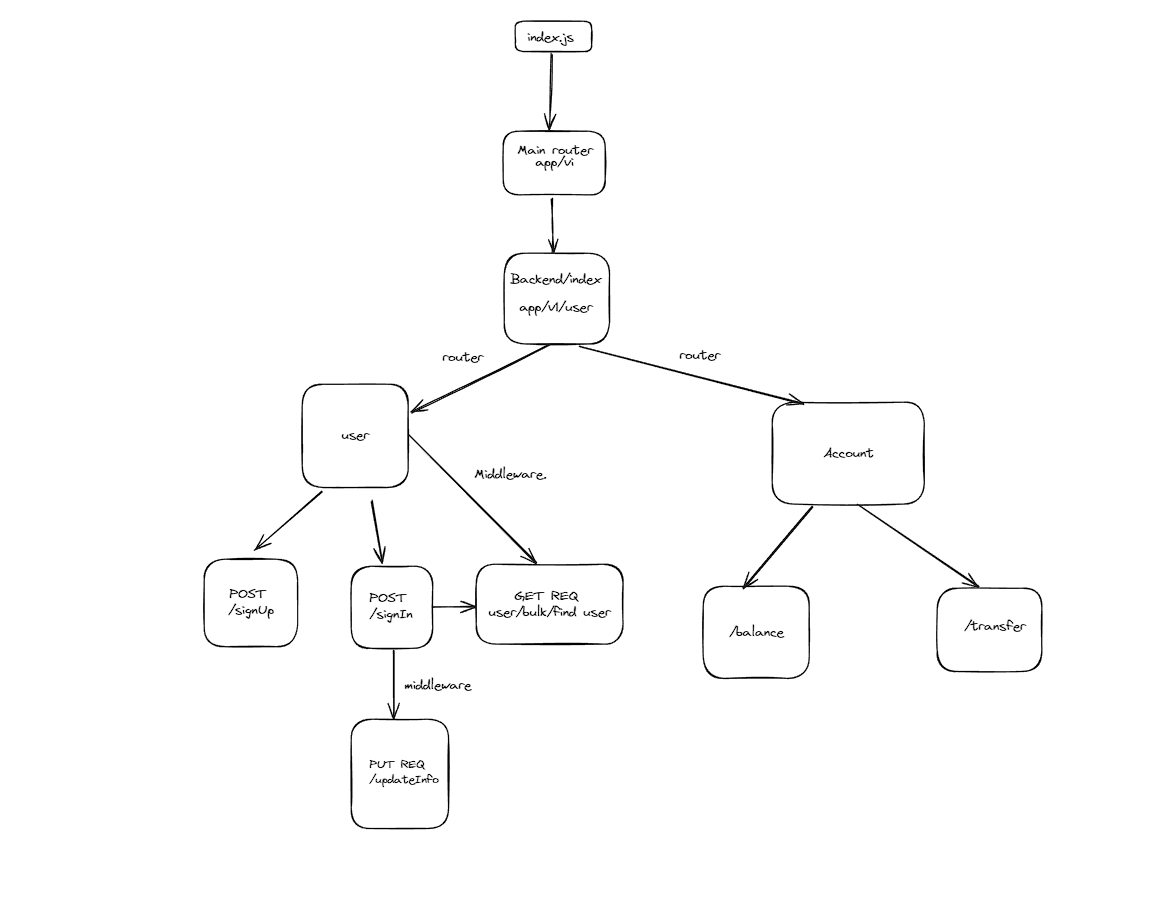 index.js
Main router
app/vi
Backend/index
app/v1/user
router
router
user
Account
Middleware.
POST
/signUp
POST
/signIn
GET REQ
user/bulk/find user
/balance
/transfer
middleware
PUT REQ
/updateInfo